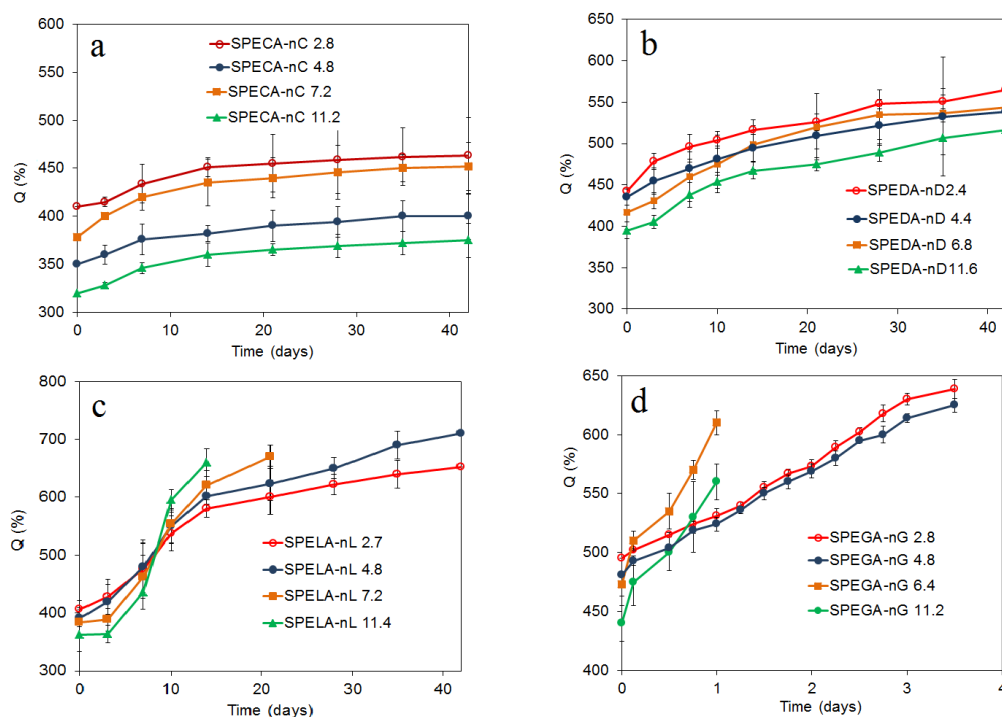 a
600
550
500
450
400
350
300
Q (%)
0 10 20 30 40
Time (days)
SPECA-nC 2.8
SPECA-nC 4.8
SPECA-nC 7.2
SPECA-nC 11.2
b
650
600
550
500
450
400
350
300
Q (%)
0 10 20 30 40
Time (days)
SPEDA-nD2.4
SPEDA-nD 4.4
SPEDA-nD 6.8
SPEDA-nD11.6
c
800
700
600
500
400
300
Q (%)
0 10 20 30 40
Time (days)
SPELA-nL 2.7
SPELA-nL 4.8
SPELA-nL 7.2
SPELA-nL 11.4
d
650
600
550
500
450
400
Q (%)
0 1 2 3 4
Time (days)
SPEGA-nG 2.8
SPEGA-nG 4.8
SPEGA-nG 6.4
SPEGA-nG 11.2